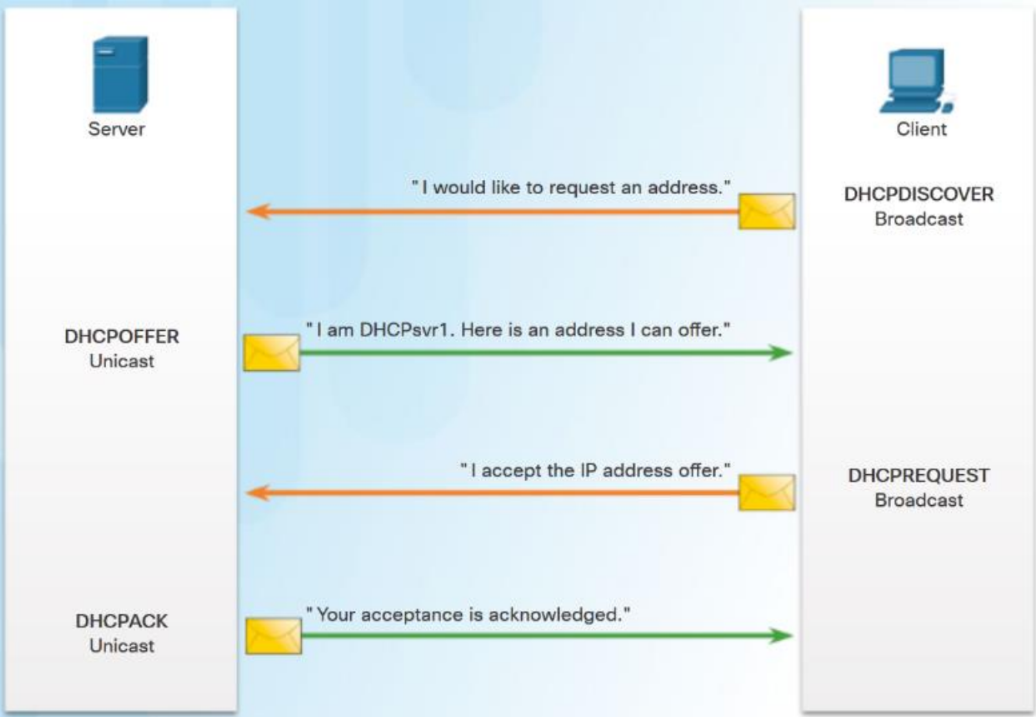 Server
Client
" I would like to request an address."
DHCPDISCOVER
Broadcast
DHCPOFFER
Unicast
" I am DHCPsvr1. Here is an address I can offer."
" I accept the IP address offer."
DHCPREQUEST
Broadcast
DHCPACK
Unicast
" Your acceptance is acknowledged."